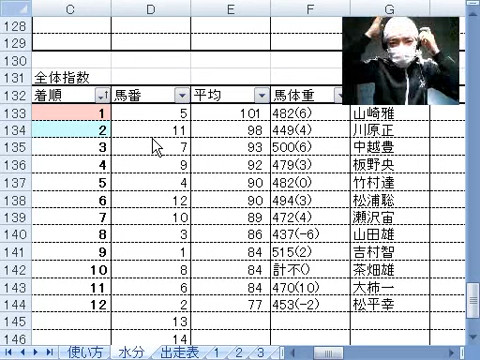 C D E F G
128
129
130
131 全体指数
132 着順 馬番 平均 馬体重
133 1 5 101 482(6) 山崎雅
134 2 11 98 449(4) 川原正
135 3 7 93 500(6) 中越豊
136 4 9 92 479(3) 板野央
137 5 4 90 482(0) 竹村達
138 6 12 90 494(3) 松浦聡
139 7 10 89 472(4) 瀬沢宙
140 8 3 86 437(-6) 山田雄
141 9 1 84 515(2) 吉村智
142 10 8 84 計不() 茶畑雄
143 11 6 84 470(10) 大柿一
144 12 2 77 453(-2) 松平幸
145 13
146 14
使い方 水分 出走表 1 2 3